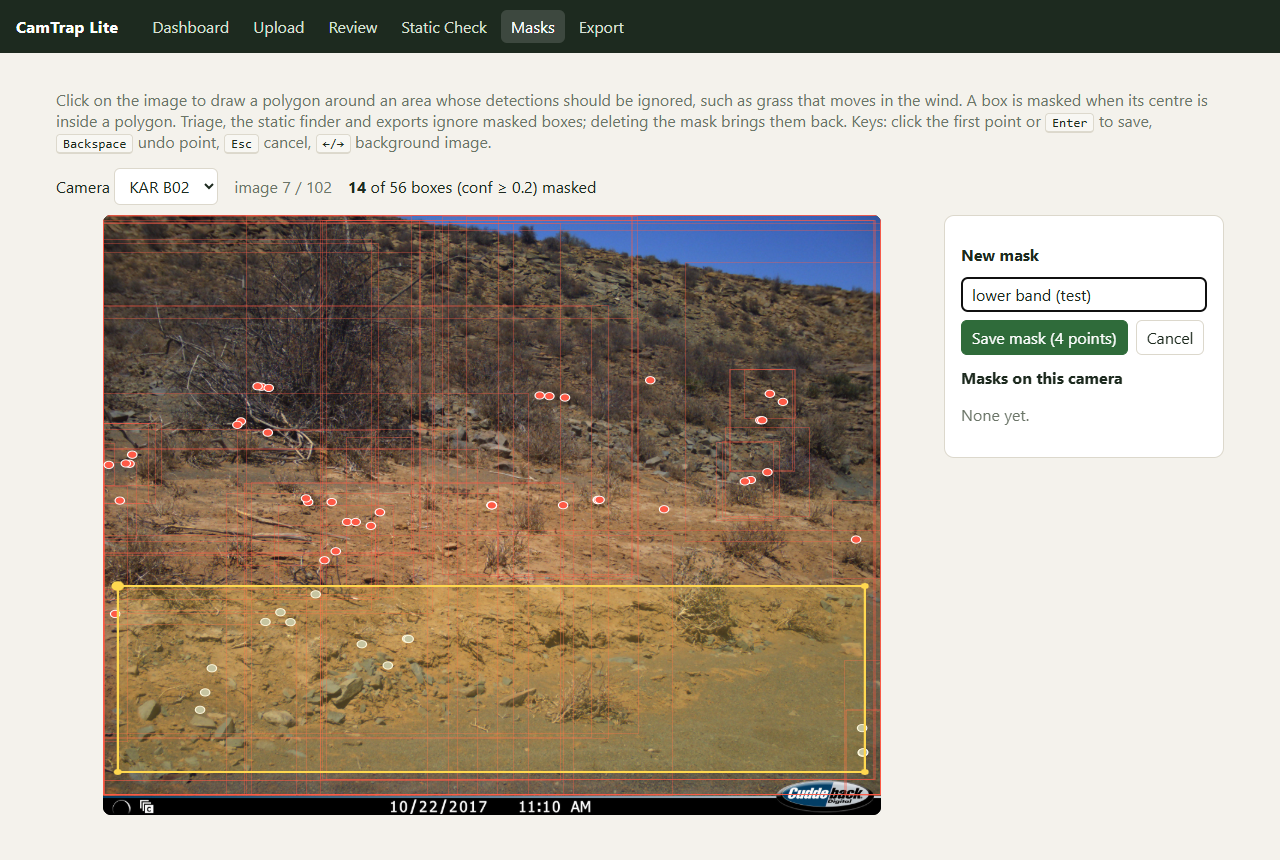 CamTrap Lite Dashboard Upload Review Static Check Masks Export
Click on the image to draw a polygon around an area whose detections should be ignored, such as grass that moves in the wind. A box is masked when its centre is
inside a polygon. Triage, the static finder and exports ignore masked boxes; deleting the mask brings them back. Keys: click the first point or Enter to save,
Backspace undo point, Esc cancel, ←/→ background image.
Camera KAR B02 image 7 / 102 14 of 56 boxes (conf ≥ 0.2) masked
New mask
lower band (test)
Save mask (4 points) Cancel
Masks on this camera
None yet.
10/22/2017 11:10 AM
Cuddeback
Digital